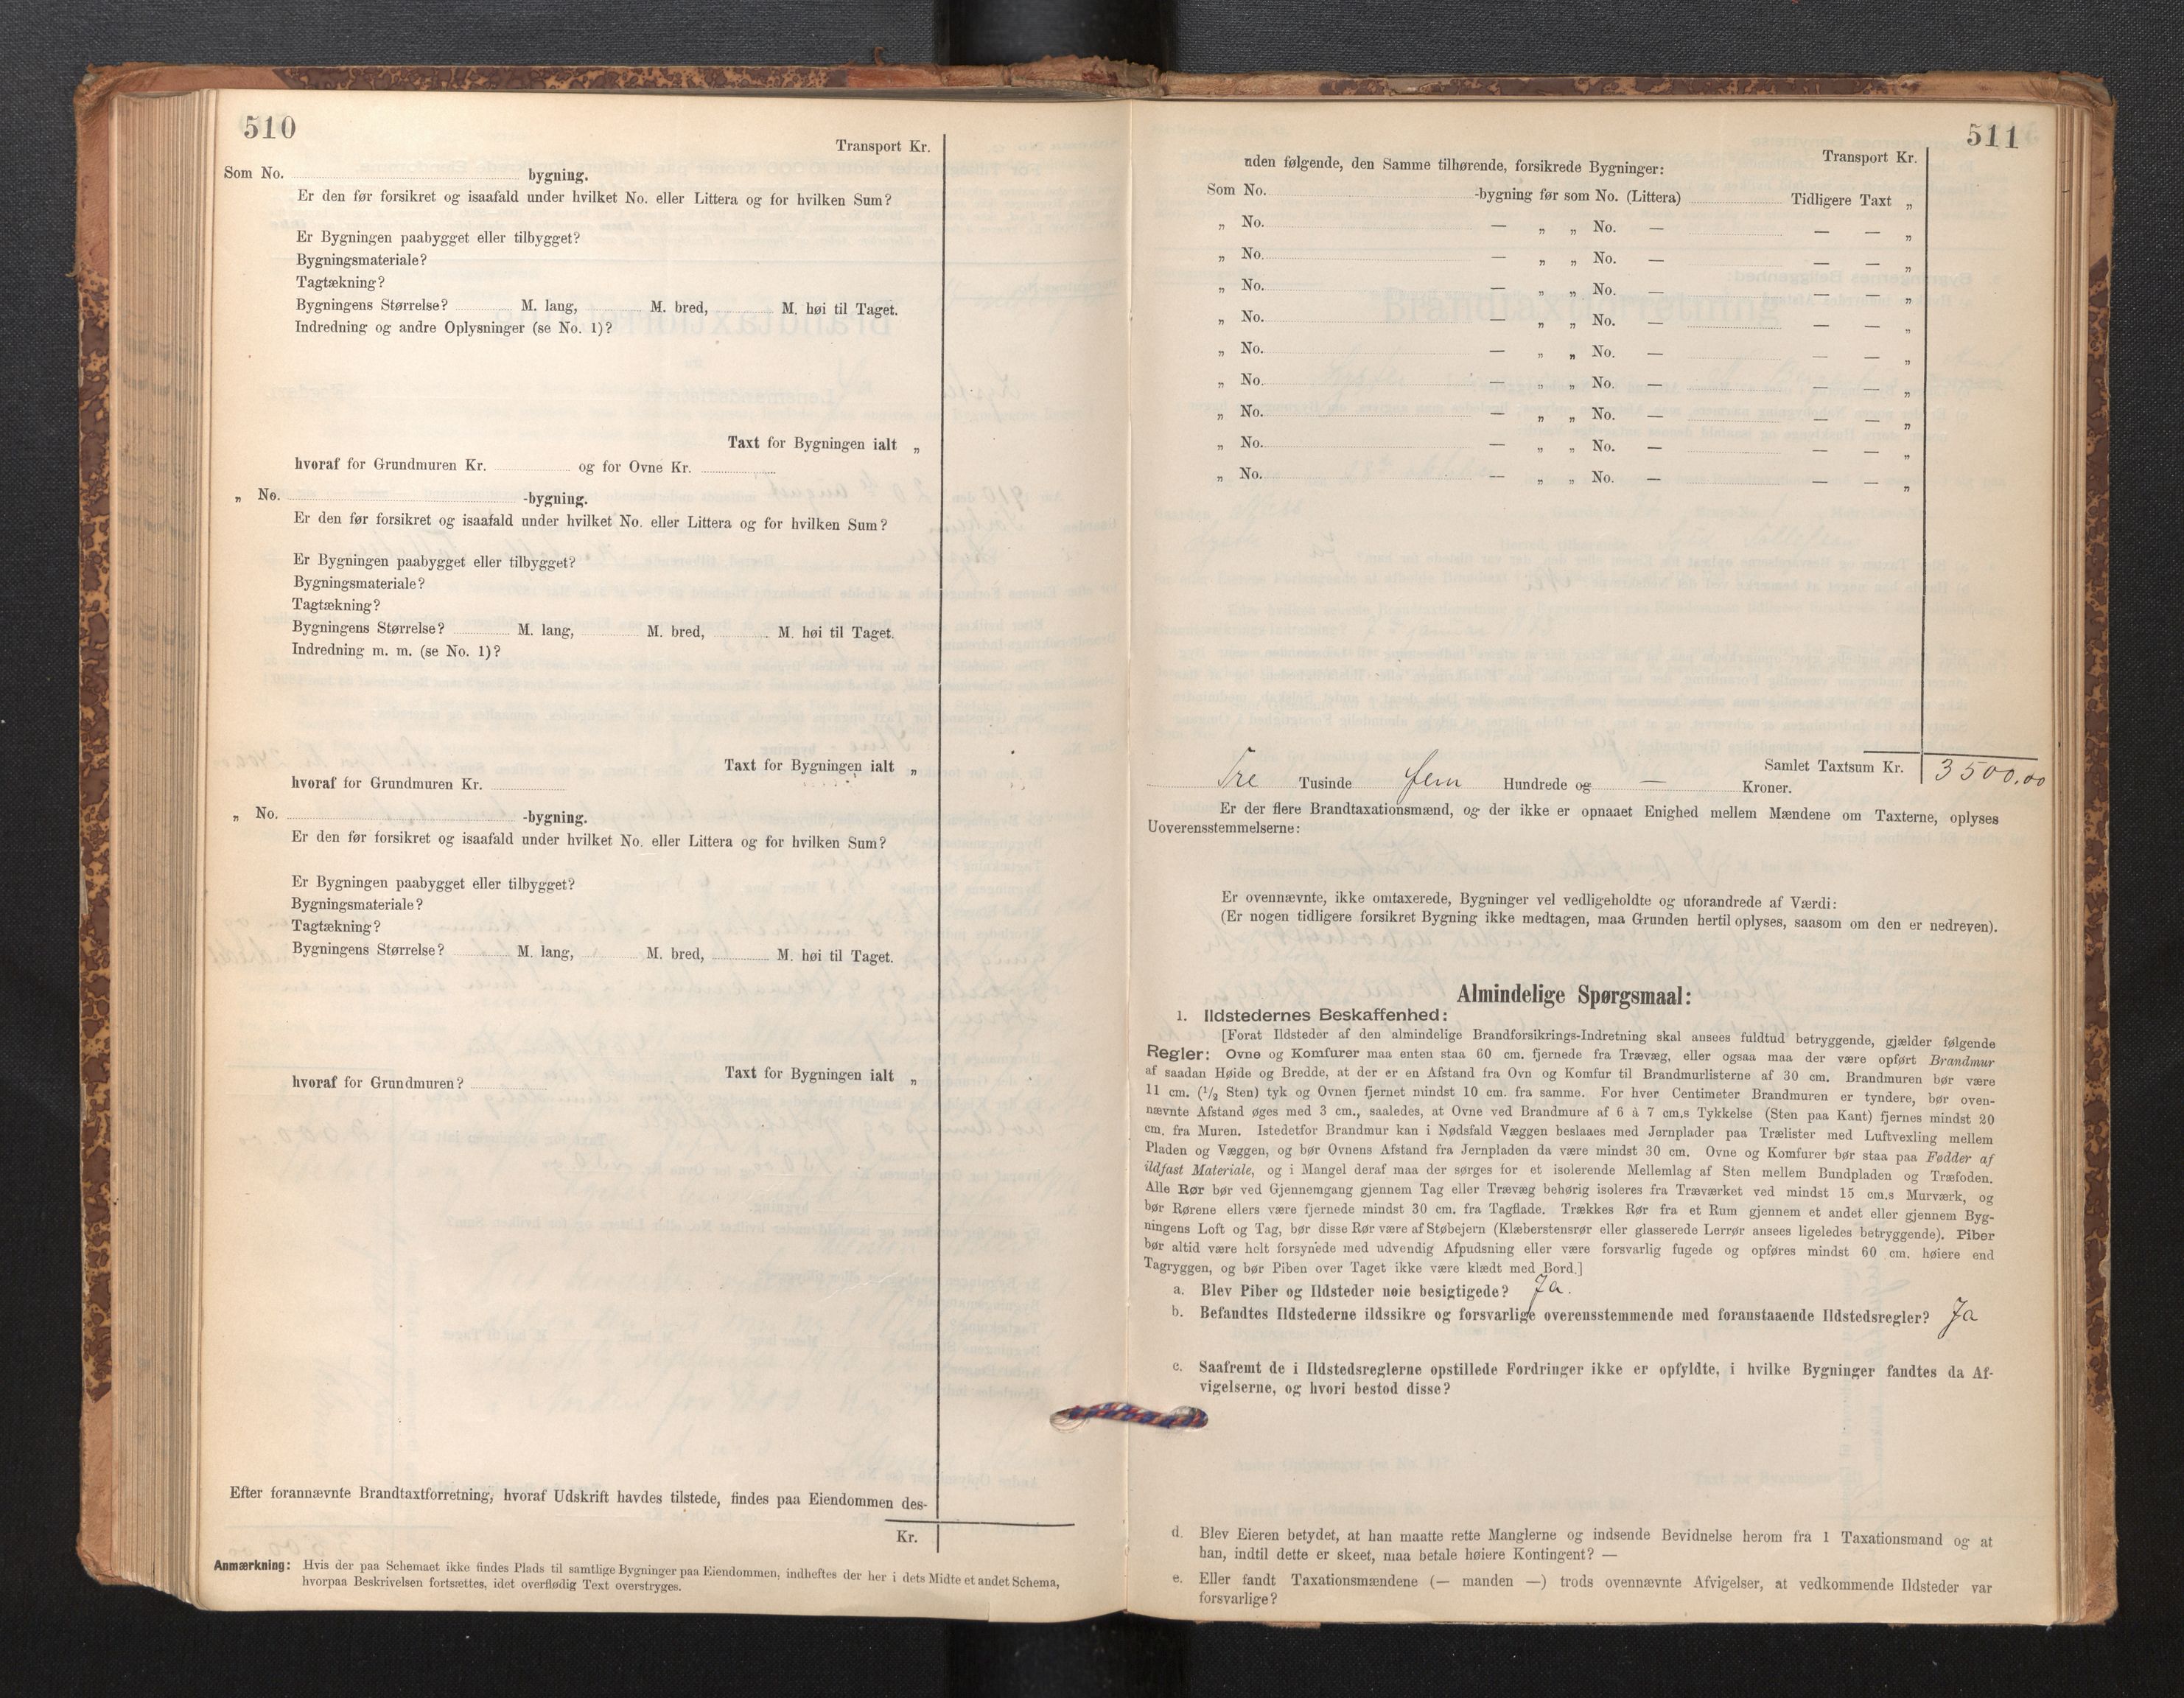 510
Transport Kr.
Som No. bygning.
Er den før forsikret og isaafald under hvilket No. eller Littera og for hvilken Sum?
Er Bygningen paabygget eller tilbygget?
Bygningsmateriale?
Tagtækning?
Bygningens Størrelse? M. lang, M. bred, M. høi til Taget.
Indredning og andre Oplysninger (se No. 1)?
Taxt for Bygningen ialt „
hvoraf for Grundmuren Kr. og for Ovne Kr.
„ No. -bygning.
Er den før forsikret og isaafald under hvilket No. eller Littera og for hvilken Sum?
Er Bygningen paabygget eller tilbygget?
Bygningsmateriale?
Tagtækning?
Bygningens Størrelse? M. lang, M. bred, M. høi til Taget.
Indredning m. m. (se No. 1)?
Taxt for Bygningen ialt „
hvoraf for Grundmuren Kr.
„ No. -bygning.
Er den før forsikret og isaafald under hvilket No. eller Littera og for hvilken Sum?
Er Bygningen paabygget eller tilbygget?
Bygningsmateriale?
Tagtækning?
Bygningens Størrelse? M. lang, M. bred, M. høi til Taget.
Taxt for Bygningen ialt „
hvoraf for Grundmuren?
Efter forannævnte Brandtaxtforretning, hvoraf Udskrift havdes tilstede, findes paa Eiendommen des-
Kr.
Anmærkning: Hvis der paa Schemaet ikke findes Plads til samtlige Bygninger paa Eiendommen, indheftes der her i dets Midte et andet Schema,
hvorpaa Beskrivelsen fortsættes, idet overflødig Text overstryges.
511
Transport Kr.
uden følgende, den Samme tilhørende, forsikrede Bygninger:
Som No. -bygning før som No. (Littera) Tidligere Taxt „
„ No. — „ „ No. — — — „
„ No. — „ „ No. — — — „
„ No. — „ „ No. — — — „
„ No. — „ „ No. — — — „
„ No. — „ „ No. — — — „
„ No. — „ „ No. — — — „
„ No. — „ „ No. — — — „
„ No. — „ „ No. — — — „
„ No. — „ „ No. — — — „
Samlet Taxtsum Kr. 3500.00
Tre Tusinde fem Hundrede og — Kroner.
Er der flere Brandtaxationsmænd, og der ikke er opnaaet Enighed mellem Mændene om Taxterne, oplyses
Uoverensstemmelserne:
Er ovennævnte, ikke omtaxerede, Bygninger vel vedligeholdte og uforandrede af Værdi:
(Er nogen tidligere forsikret Bygning ikke medtagen, maa Grunden hertil oplyses, saasom om den er nedreven).
Almindelige Spørgsmaal:
1. Ildstedernes Beskaffenhed:
[Forat Ildsteder af den almindelige Brandforsikrings-Indretning skal ansees fuldtud betryggende, gjælder følgende
Regler: Ovne og Komfurer maa enten staa 60 cm. fjernede fra Trævæg, eller ogsaa maa der være opført Brandmur
af saadan Høide og Bredde, at der er en Afstand fra Ovn og Komfur til Brandmurlisterne af 30 cm. Brandmuren bør være
11 cm. (1/2 Sten) tyk og Ovnen fjernet mindst 10 cm. fra samme. For hver Centimeter Brandmuren er tyndere, bør oven-
nævnte Afstand øges med 3 cm., saaledes, at Ovne ved Brandmure af 6 à 7 cm.s Tykkelse (Sten paa Kant) fjernes mindst 20
cm. fra Muren. Istedetfor Brandmur kan i Nødsfald Væggen beslaaes med Jernplader paa Trælister med Luftvexling mellem
Pladen og Væggen, og bør Ovnens Afstand fra Jernpladen da være mindst 30 cm. Ovne og Komfurer bør staa paa Fødder af
ildfast Materiale, og i Mangel deraf maa der sørges for et isolerende Mellemlag af Sten mellem Bundpladen og Træfoden.
Alle Rør bør ved Gjennemgang gjennem Tag eller Trævæg behørig isoleres fra Træværket ved mindst 15 cm.s Murværk, og
bør Rørene ellers være fjernede mindst 30 cm. fra Tagflade. Trækkes Rør fra et Rum gjennem et andet eller gjennem Byg-
ningens Loft og Tag, bør disse Rør være af Støbejern (Klæberstensrør eller glasserede Lerrør ansees ligeledes betryggende). Piber
bør altid være helt forsynede med udvendig Afpudsning eller være forsvarlig fugede og opføres mindst 60 cm. høiere end
Tagryggen, og bør Piben over Taget ikke være klædt med Bord.]
a. Blev Piber og Ildsteder nøie besigtigede? Ja.
b. Befandtes Ildstederne ildssikre og forsvarlige overensstemmende med foranstaaende Ildstedsregler? Ja
c. Saafremt de i Ildstedsreglerne opstillede Fordringer ikke er opfyldte, i hvilke Bygninger fandtes da Af-
vigelserne, og hvori bestod disse?
d. Blev Eieren betydet, at han maatte rette Manglerne og indsende Bevidnelse herom fra 1 Taxationsmand og at
han, indtil dette er skeet, maa betale høiere Kontingent? —
e. Eller fandt Taxationsmændene (— manden —) trods ovennævnte Afvigelser, at vedkommende Ildsteder var
forsvarlige?